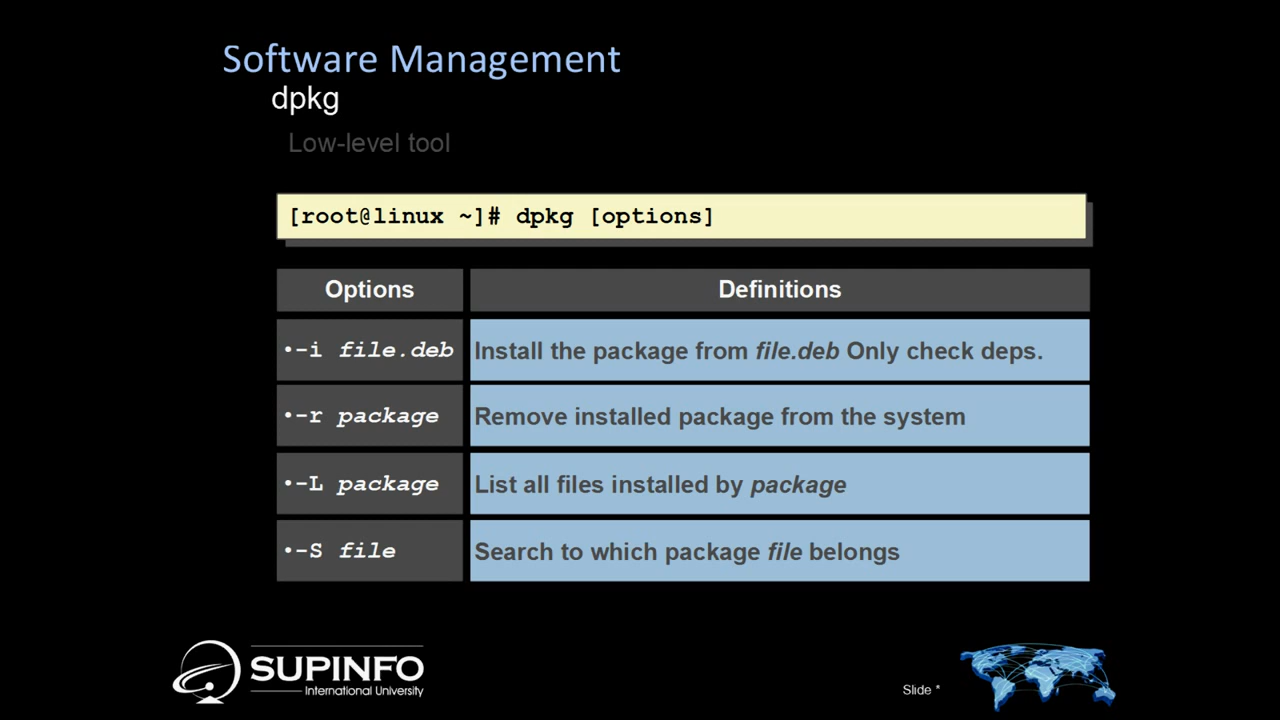 Software Management
dpkg
Low-level tool
[root@linux ~]# dpkg [options]
Options Definitions
•-i file.deb Install the package from file.deb Only check deps.
•-r package Remove installed package from the system
•-L package List all files installed by package
•-S file Search to which package file belongs
SUPINFO
International University
Slide *